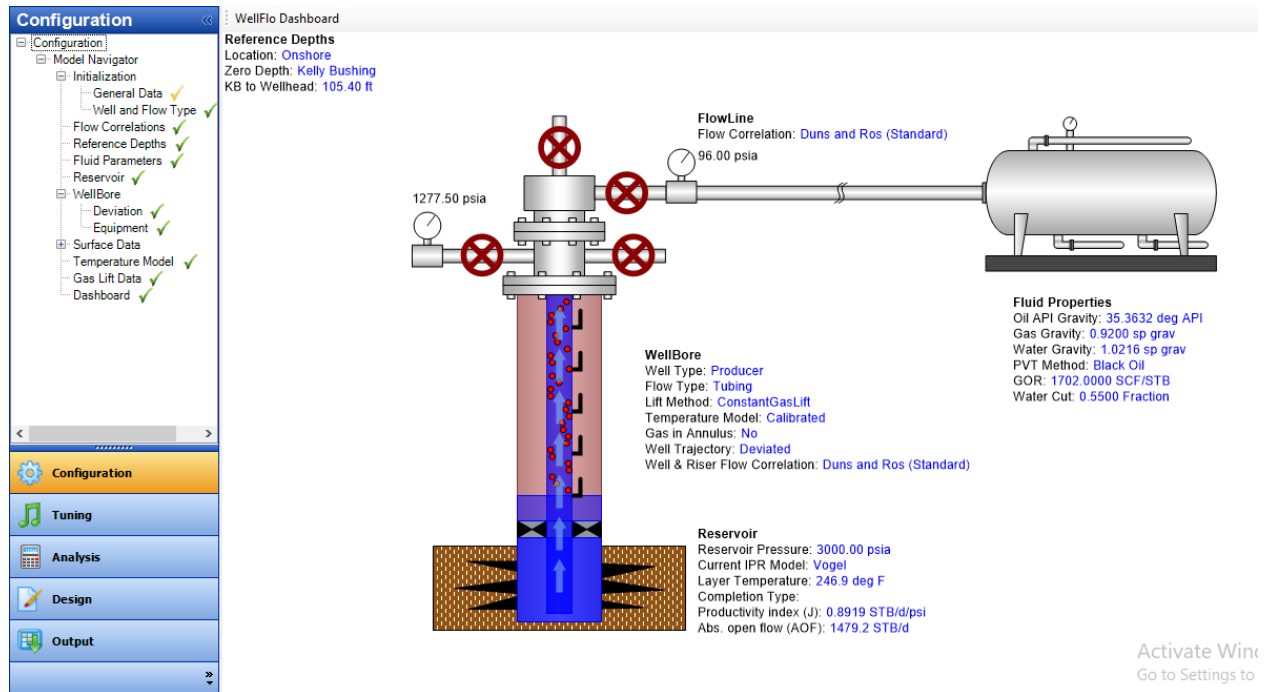 Configuration
WellFlo Dashboard
Configuration
Model Navigator
Initialization
General Data
Well and Flow Type
Flow Correlations
Reference Depths
Fluid Parameters
Reservoir
WellBore
Deviation
Equipment
Surface Data
Temperature Model
Gas Lift Data
Dashboard
Configuration
Tuning
Analysis
Design
Output
Reference Depths
Location: Onshore
Zero Depth: Kelly Bushing
KB to Wellhead: 105.40 ft
FlowLine
Flow Correlation: Duns and Ros (Standard)
96.00 psia
1277.50 psia
Fluid Properties
Oil API Gravity: 35.3632 deg API
Gas Gravity: 0.9200 sp grav
Water Gravity: 1.0216 sp grav
PVT Method: Black Oil
GOR: 1702.0000 SCF/STB
Water Cut: 0.5500 Fraction
WellBore
Well Type: Producer
Flow Type: Tubing
Lift Method: ConstantGasLift
Temperature Model: Calibrated
Gas in Annulus: No
Well Trajectory: Deviated
Well & Riser Flow Correlation: Duns and Ros (Standard)
Reservoir
Reservoir Pressure: 3000.00 psia
Current IPR Model: Vogel
Layer Temperature: 246.9 deg F
Completion Type:
Productivity index (J): 0.8919 STB/d/psi
Abs. open flow (AOF): 1479.2 STB/d
Activate Win
Go to Settings to